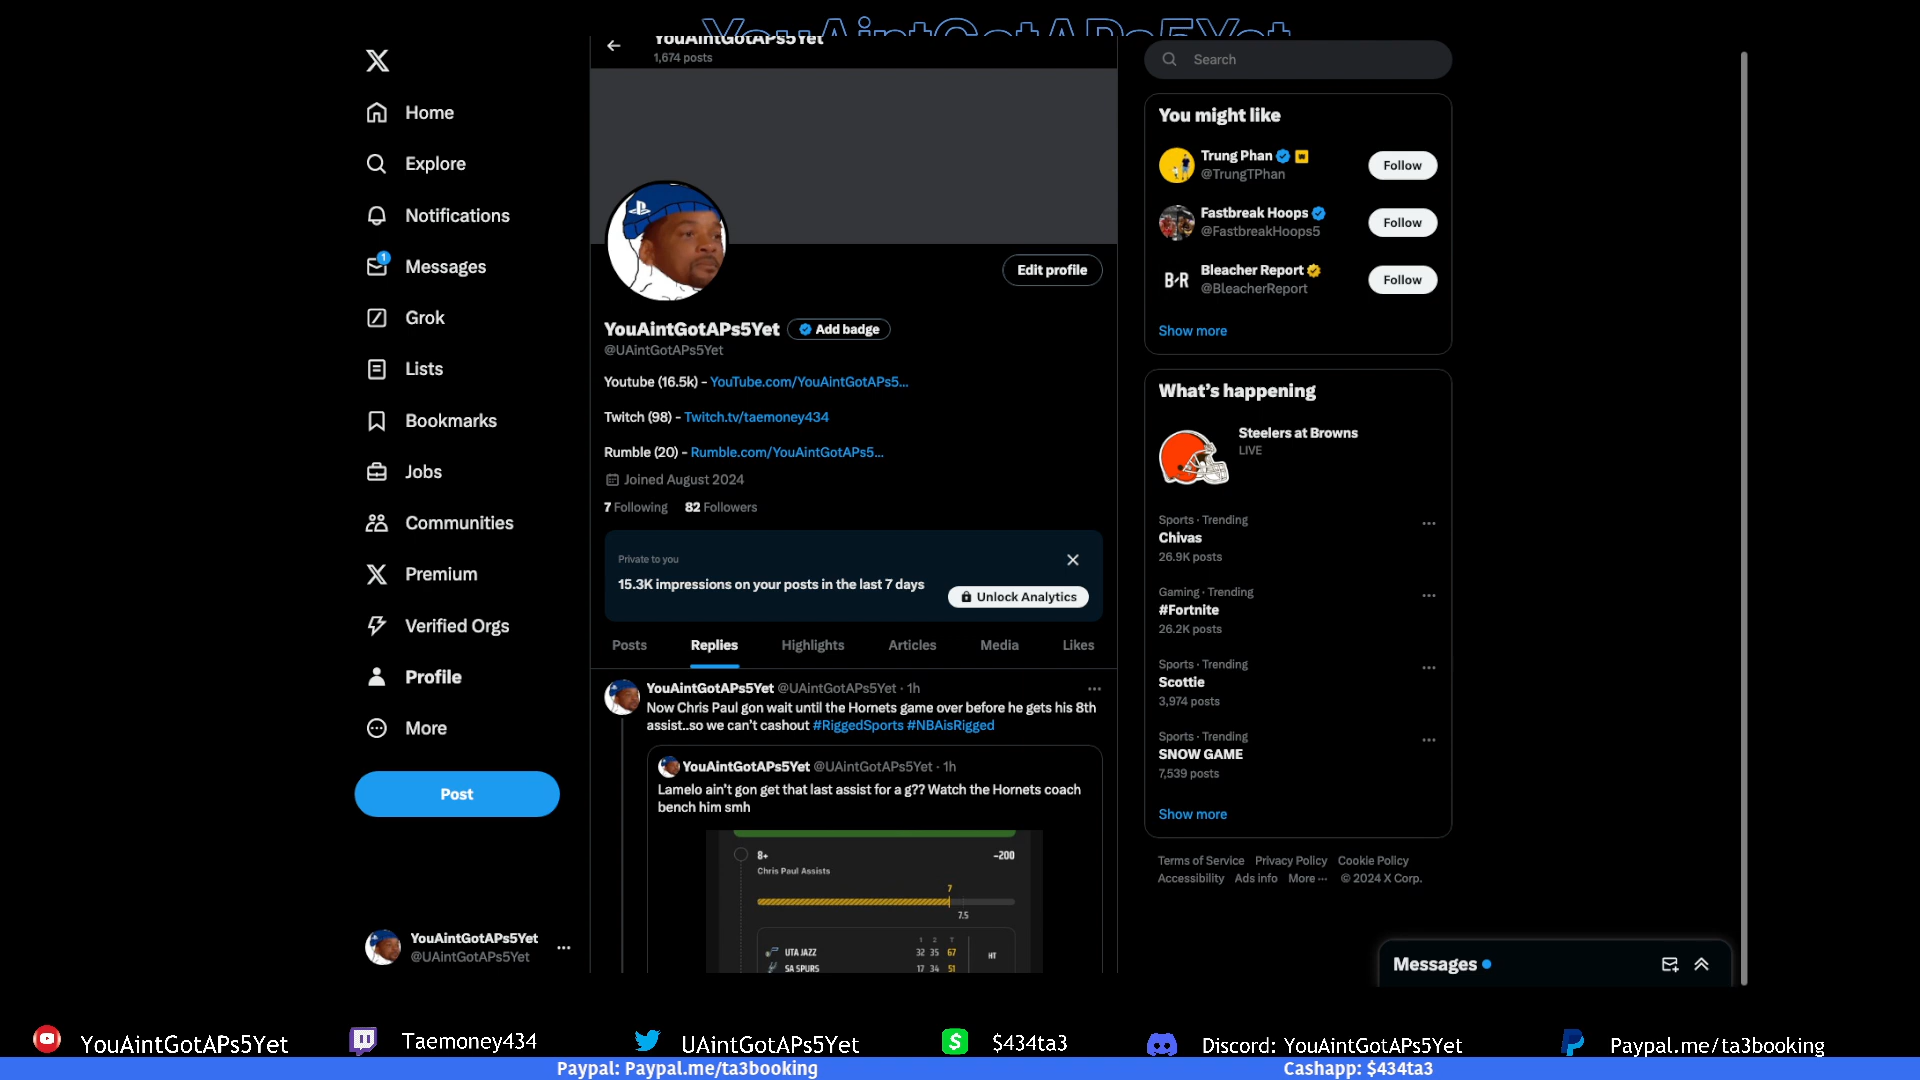 YouAintGotAPs5Yet
YouAintGotAPs5Yet
1,674 posts
Home
Explore
Notifications
1
Messages
Grok
Lists
Bookmarks
Jobs
Communities
Premium
Verified Orgs
Profile
More
Post
YouAintGotAPs5Yet
@UAintGotAPs5Yet
Edit profile
YouAintGotAPs5Yet
Add badge
@UAintGotAPs5Yet
Youtube (16.5k) - YouTube.com/YouAintGotAPs5...
Twitch (98) - Twitch.tv/taemoney434
Rumble (20) - Rumble.com/YouAintGotAPs5...
Joined August 2024
7 Following 82 Followers
Private to you
15.3K impressions on your posts in the last 7 days
Unlock Analytics
Posts Replies Highlights Articles Media Likes
YouAintGotAPs5Yet @UAintGotAPs5Yet · 1h
Now Chris Paul gon wait until the Hornets game over before he gets his 8th
assist..so we can't cashout #RiggedSports #NBAisRigged
YouAintGotAPs5Yet @UAintGotAPs5Yet · 1h
Lamelo ain't gon get that last assist for a g?? Watch the Hornets coach
bench him smh
8+ -200
Chris Paul Assists
7
7.5
1 2 T
UTA JAZZ 32 35 67 HT
SA SPURS 17 34 51
Search
You might like
Trung Phan
@TrungTPhan
Follow
Fastbreak Hoops
@FastbreakHoops5
Follow
B/R
Bleacher Report
@BleacherReport
Follow
Show more
What's happening
Steelers at Browns
LIVE
Sports · Trending
Chivas
26.9K posts
Gaming · Trending
#Fortnite
26.2K posts
Sports · Trending
Scottie
3,974 posts
Sports · Trending
SNOW GAME
7,539 posts
Show more
Terms of Service Privacy Policy Cookie Policy
Accessibility Ads info More ··· © 2024 X Corp.
Messages
YouAintGotAPs5Yet Taemoney434 UAintGotAPs5Yet $434ta3 Discord: YouAintGotAPs5Yet Paypal.me/ta3booking
Paypal: Paypal.me/ta3booking Cashapp: $434ta3